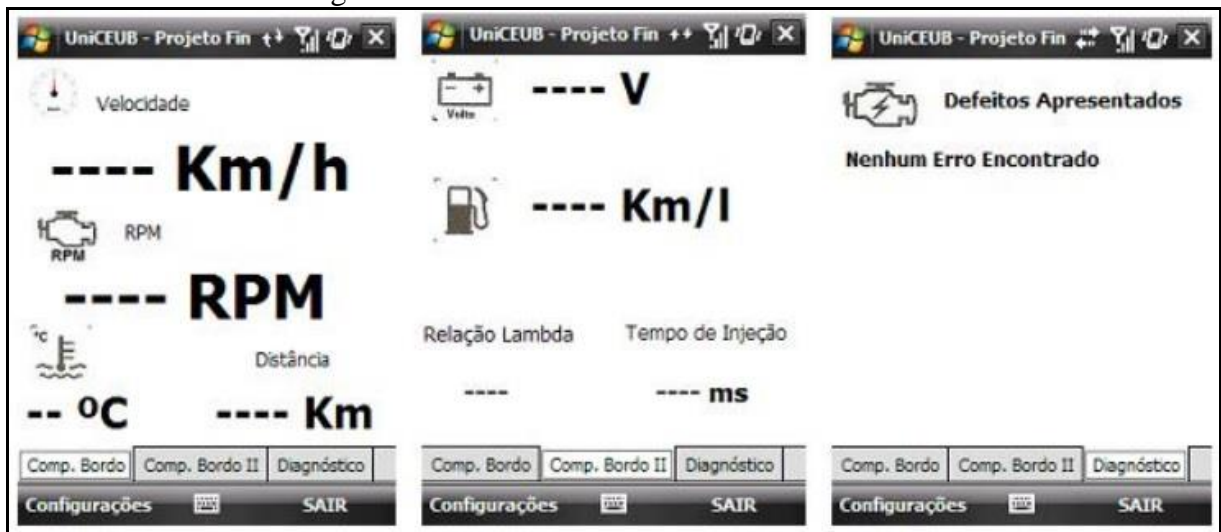 UniCEUB - Projeto Fin
Velocidade
---- Km/h
RPM
RPM
---- RPM
°C
Distância
-- ºC ---- Km
Comp. Bordo Comp. Bordo II Diagnóstico
Configurações SAIR
UniCEUB - Projeto Fin
- +
---- V
Volts
---- Km/l
Relação Lambda Tempo de Injeção
---- ---- ms
Comp. Bordo Comp. Bordo II Diagnóstico
Configurações SAIR
UniCEUB - Projeto Fin
Defeitos Apresentados
Nenhum Erro Encontrado
Comp. Bordo Comp. Bordo II Diagnóstico
Configurações SAIR